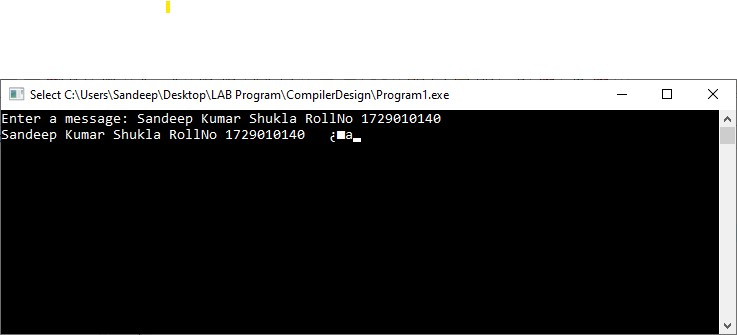 Select C:\Users\Sandeep\Desktop\LAB Program\CompilerDesign\Program1.exe
Enter a message: Sandeep Kumar Shukla RollNo 1729010140
Sandeep Kumar Shukla RollNo 1729010140   ¿■a